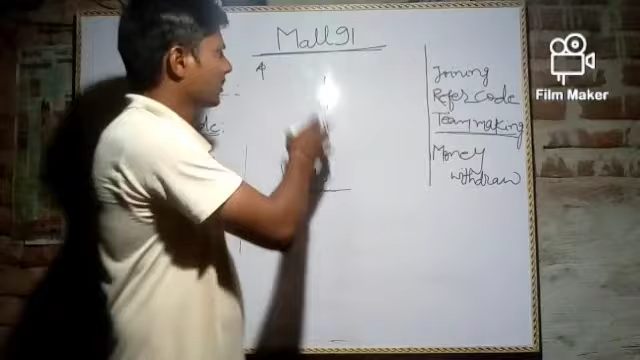 Mall91
Joining
Refer code
Team making
Money
withdraw
Film Maker